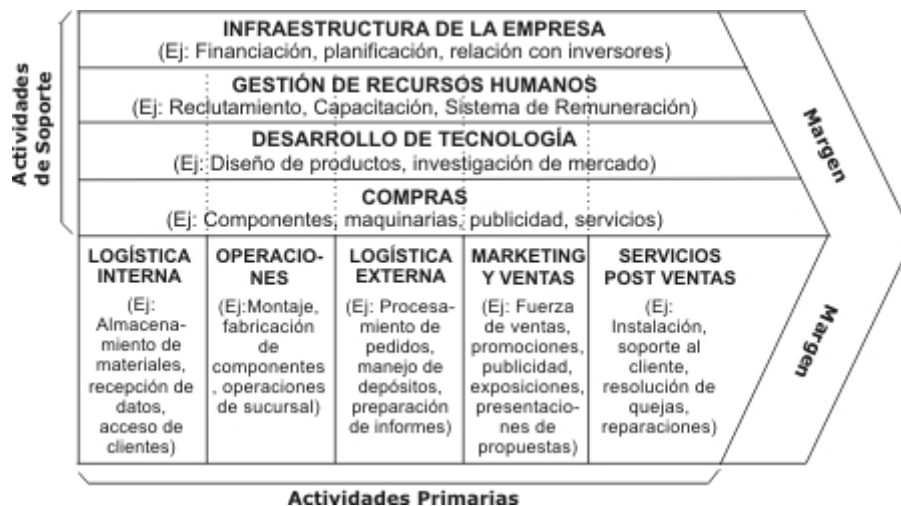 Actividades
de Soporte
INFRAESTRUCTURA DE LA EMPRESA
(Ej: Financiación, planificación, relación con inversores)
GESTIÓN DE RECURSOS HUMANOS
(Ej: Reclutamiento, Capacitación, Sistema de Remuneración)
DESARROLLO DE TECNOLOGÍA
(Ej: Diseño de productos, investigación de mercado)
COMPRAS
(Ej: Componentes, maquinarias, publicidad, servicios)
LOGÍSTICA
INTERNA
(Ej:
Almacena-
miento de
materiales,
recepción de
datos,
acceso de
clientes)
OPERACIO-
NES
(Ej:Montaje,
fabricación
de
componentes
, operaciones
de sucursal)
LOGÍSTICA
EXTERNA
(Ej: Procesa-
miento de
pedidos,
manejo de
depósitos,
preparación
de informes)
MARKETING
Y VENTAS
(Ej: Fuerza
de ventas,
promociones,
publicidad,
exposiciones,
presentacio-
nes de
propuestas)
SERVICIOS
POST VENTAS
(Ej:
Instalación,
soporte al
cliente,
resolución de
quejas,
reparaciones)
Margen
Margen
Actividades Primarias